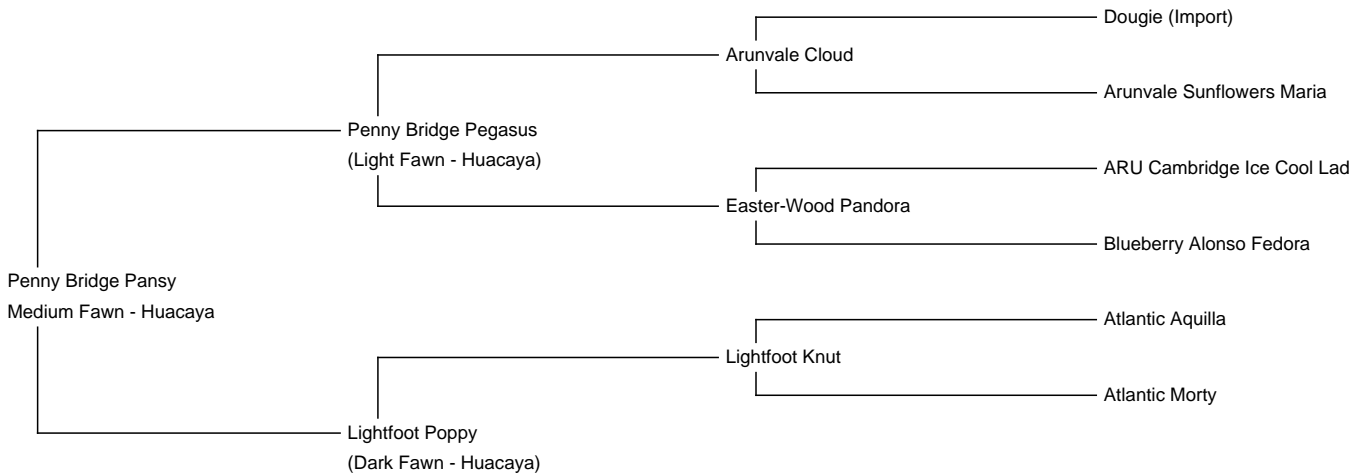 Dougie (Import)
Arunvale Cloud
Arunvale Sunflowers Maria
Penny Bridge Pegasus
(Light Fawn - Huacaya)
ARU Cambridge Ice Cool Lad
Easter-Wood Pandora
Blueberry Alonso Fedora
Penny Bridge Pansy
Medium Fawn - Huacaya
Atlantic Aquilla
Lightfoot Knut
Atlantic Morty
Lightfoot Poppy
(Dark Fawn - Huacaya)